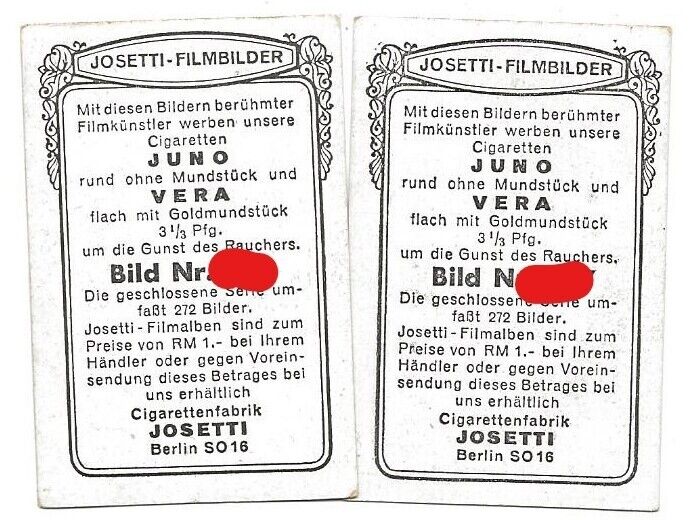 JOSETTI-FILMBILDER
Mit diesen Bildern berühmter
Filmkünstler werben unsere
Cigaretten
JUNO
rund ohne Mundstück und
VERA
flach mit Goldmundstück
3 1/3 Pfg.
um die Gunst des Rauchers.
Bild Nr.
Die geschlossene Serie um-
faßt 272 Bilder.
Josetti-Filmalben sind zum
Preise von RM 1.- bei Ihrem
Händler oder gegen Vorein-
sendung dieses Betrages bei
uns erhältlich
Cigarettenfabrik
JOSETTI
Berlin SO16
JOSETTI-FILMBILDER
Mit diesen Bildern berühmter
Filmkünstler werben unsere
Cigaretten
JUNO
rund ohne Mundstück und
VERA
flach mit Goldmundstück
3 1/3 Pfg.
um die Gunst des Rauchers.
Bild N
Die geschlossene Serie um-
faßt 272 Bilder.
Josetti-Filmalben sind zum
Preise von RM 1.- bei Ihrem
Händler oder gegen Vorein-
sendung dieses Betrages bei
uns erhältlich
Cigarettenfabrik
JOSETTI
Berlin SO16